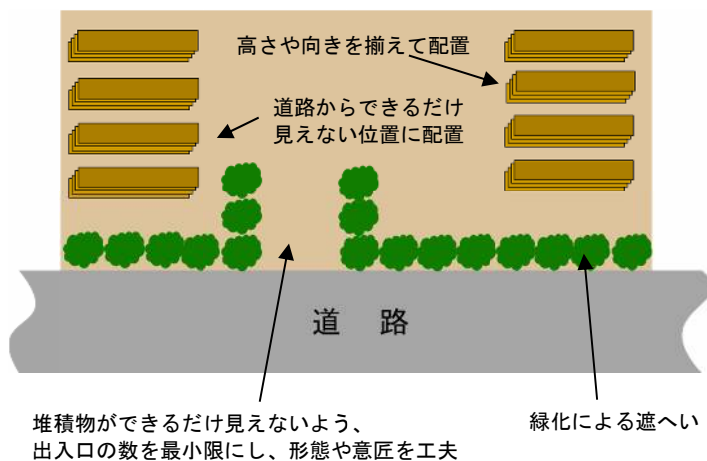 高さや向きを揃えて配置
道路からできるだけ
見えない位置に配置
道　路
堆積物ができるだけ見えないよう、
出入口の数を最小限にし、形態や意匠を工夫
緑化による遮へい